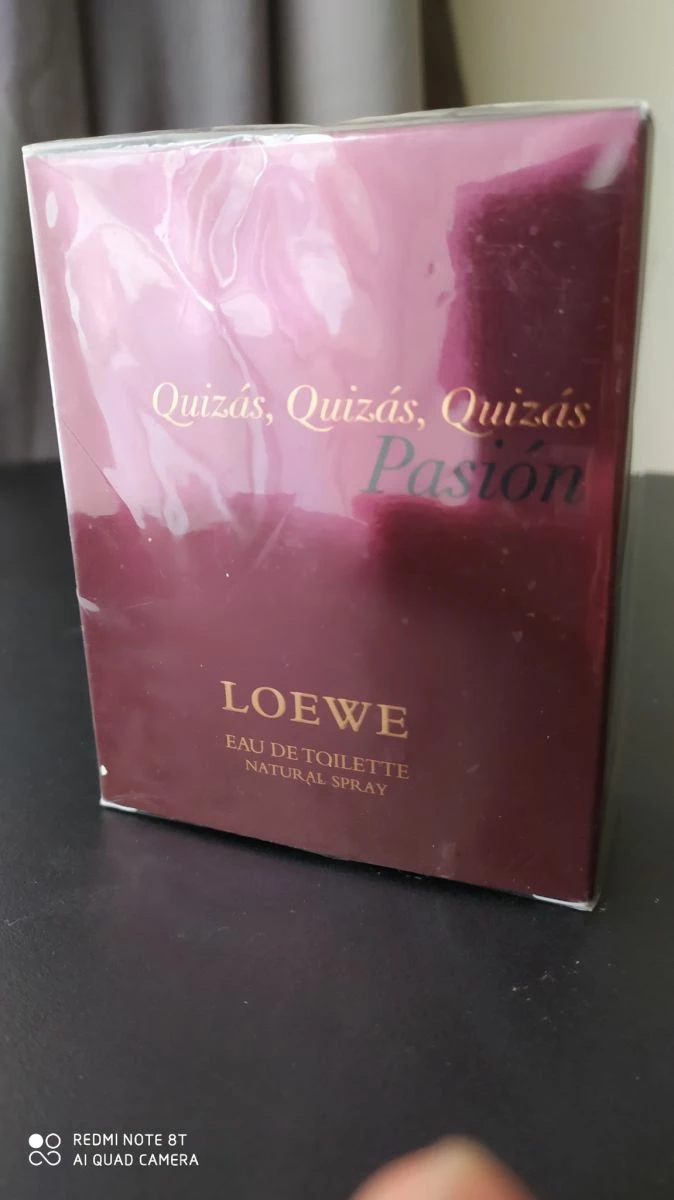 Quizás, Quizás, Quizás
Pasión
LOEWE
EAU DE TOILETTE
NATURAL SPRAY
REDMI NOTE 8T
AI QUAD CAMERA